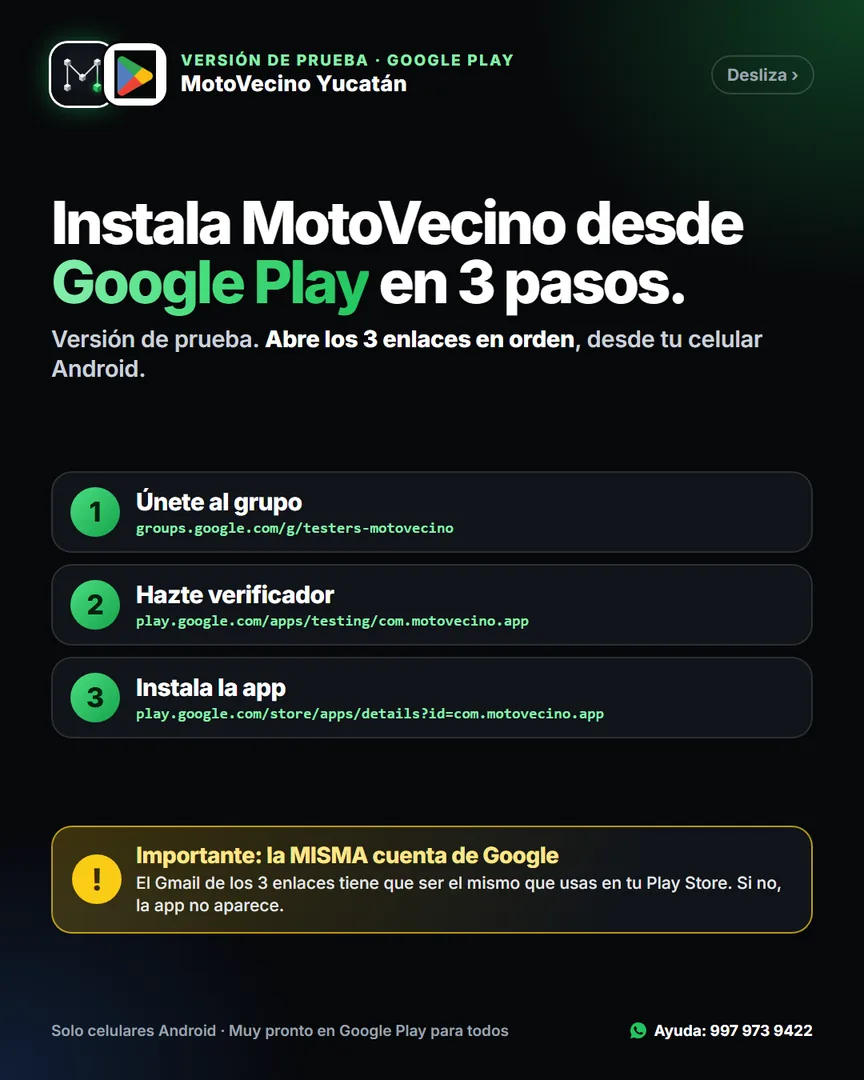 VERSIÓN DE PRUEBA · GOOGLE PLAY
MotoVecino Yucatán
Desliza ›
Instala MotoVecino desde
Google Play en 3 pasos.
Versión de prueba. Abre los 3 enlaces en orden, desde tu celular
Android.
1
Únete al grupo
groups.google.com/g/testers-motovecino
2
Hazte verificador
play.google.com/apps/testing/com.motovecino.app
3
Instala la app
play.google.com/store/apps/details?id=com.motovecino.app
!
Importante: la MISMA cuenta de Google
El Gmail de los 3 enlaces tiene que ser el mismo que usas en tu Play Store. Si no,
la app no aparece.
Solo celulares Android · Muy pronto en Google Play para todos
Ayuda: 997 973 9422